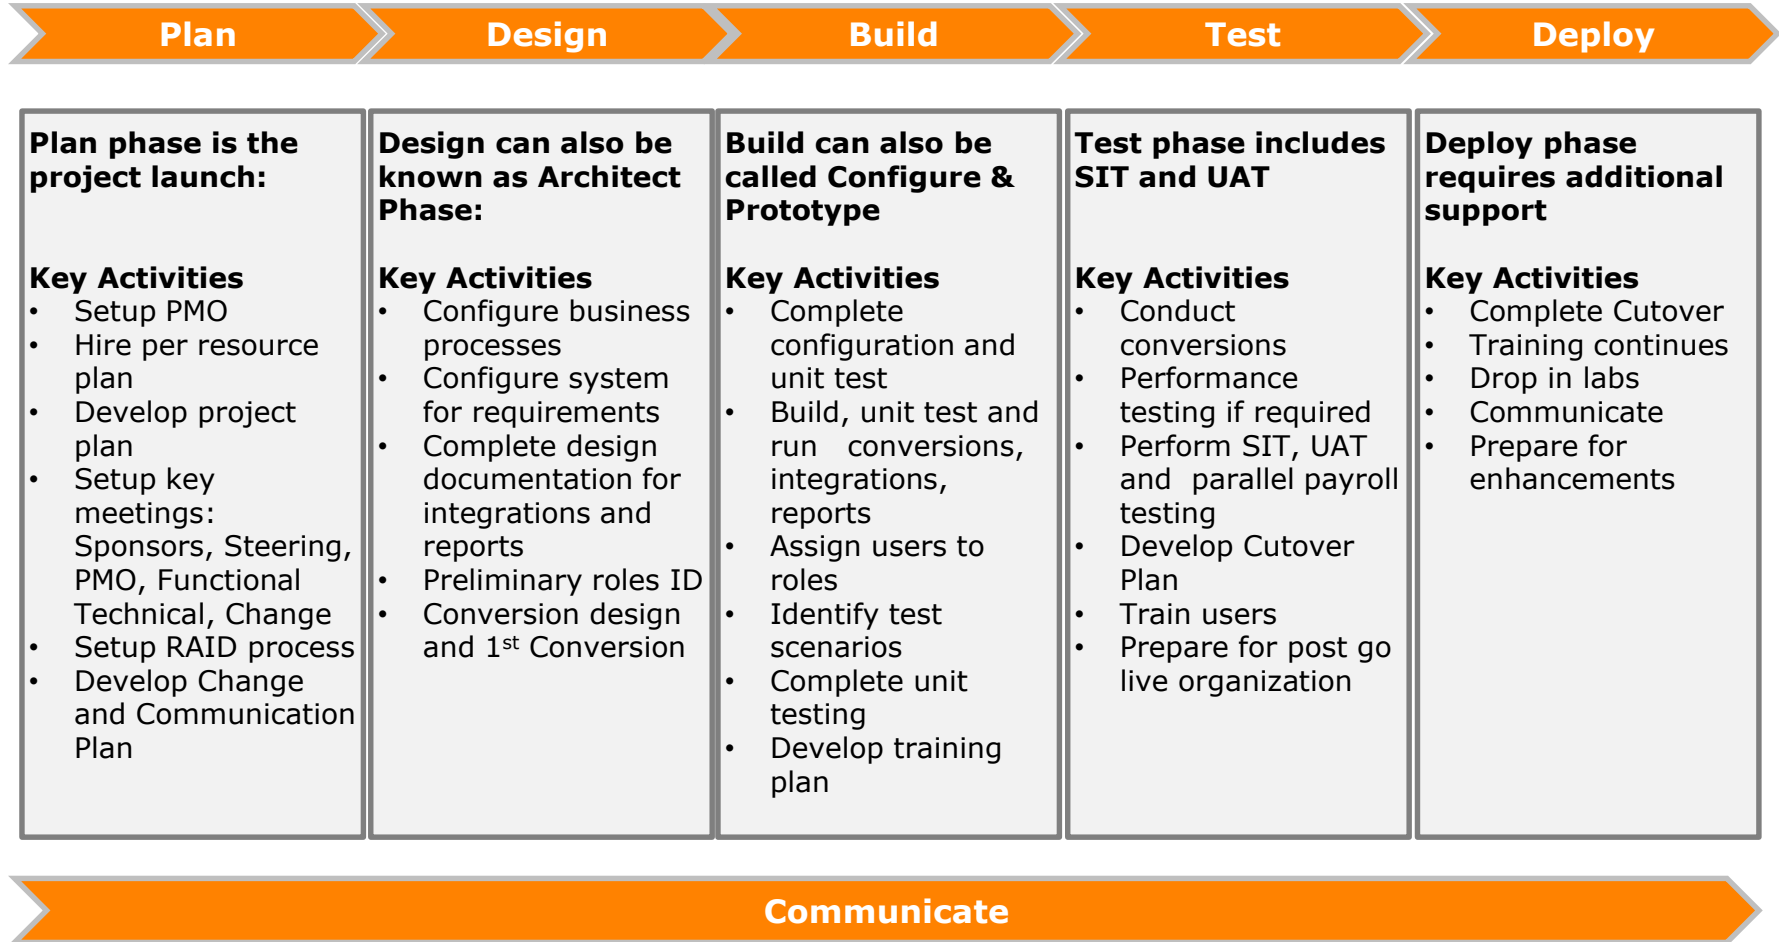 Plan
Design
Build
Test
Deploy
Plan phase is the
project launch:
Key Activities
• Setup PMO
• Hire per resource
plan
• Develop project
plan
• Setup key
meetings:
Sponsors, Steering,
PMO, Functional
Technical, Change
• Setup RAID process
• Develop Change
and Communication
Plan
Design can also be
known as Architect
Phase:
Key Activities
• Configure business
processes
• Configure system
for requirements
• Complete design
documentation for
integrations and
reports
• Preliminary roles ID
• Conversion design
and 1st Conversion
Build can also be
called Configure &
Prototype
Key Activities
• Complete
configuration and
unit test
• Build, unit test and
run conversions,
integrations,
reports
• Assign users to
roles
• Identify test
scenarios
• Complete unit
testing
• Develop training
plan
Test phase includes
SIT and UAT
Key Activities
• Conduct
conversions
• Performance
testing if required
• Perform SIT, UAT
and parallel payroll
testing
• Develop Cutover
Plan
• Train users
• Prepare for post go
live organization
Deploy phase
requires additional
support
Key Activities
• Complete Cutover
• Training continues
• Drop in labs
• Communicate
• Prepare for
enhancements
Communicate